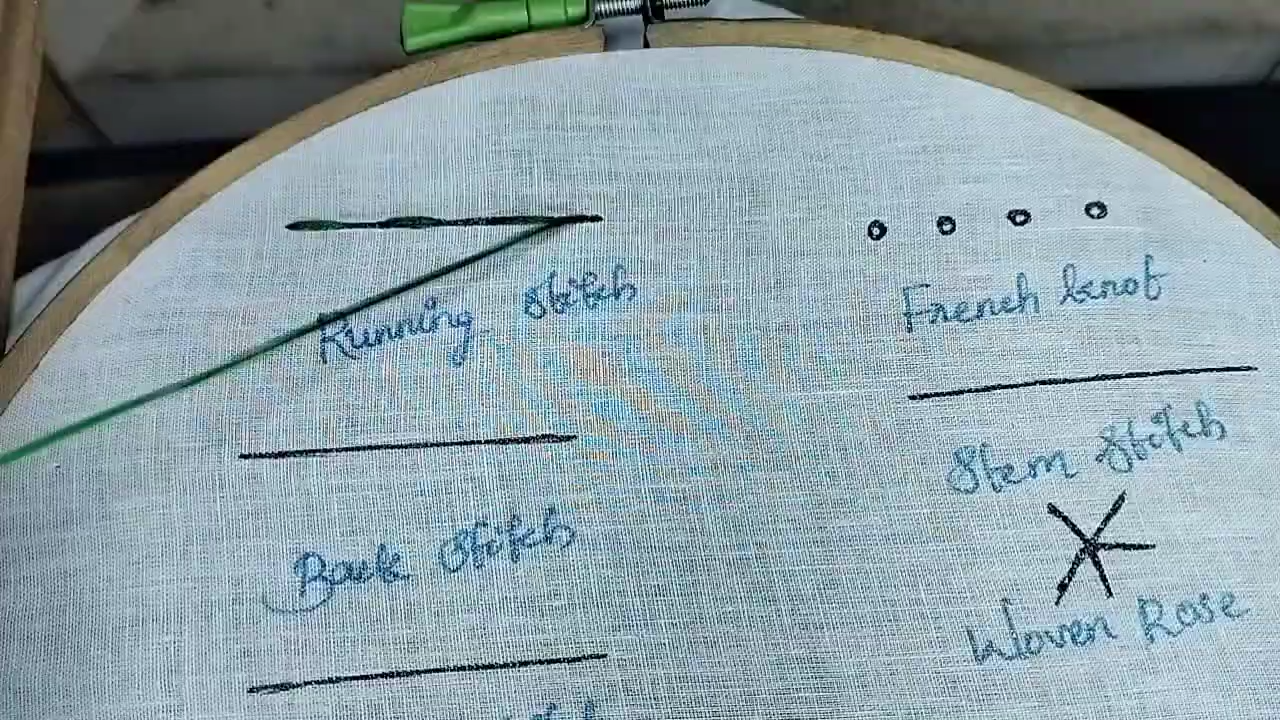 Running Stitch
French knot
Back Stitch
Stem Stitch
Woven Rose